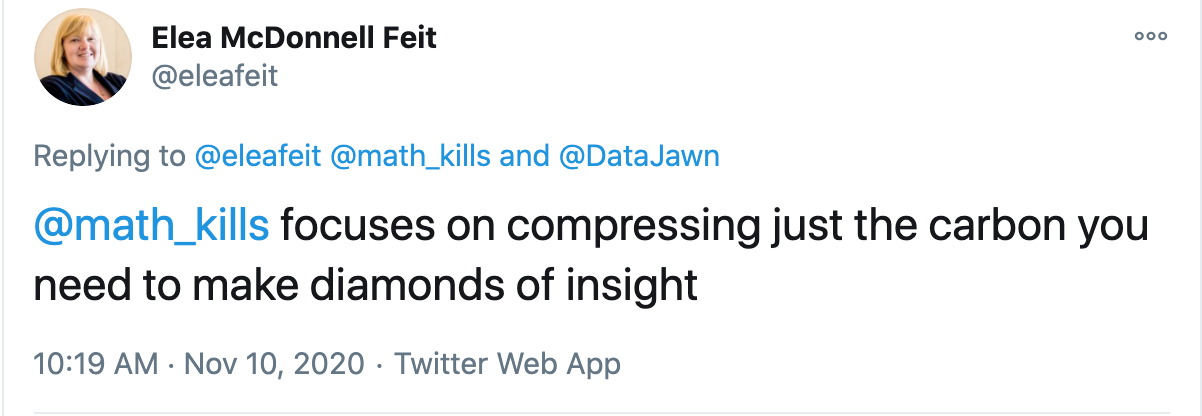 Elea McDonnell Feit
@eleafeit
Replying to @eleafeit @math_kills and @DataJawn
@math_kills focuses on compressing just the carbon you
need to make diamonds of insight
10:19 AM · Nov 10, 2020 · Twitter Web App